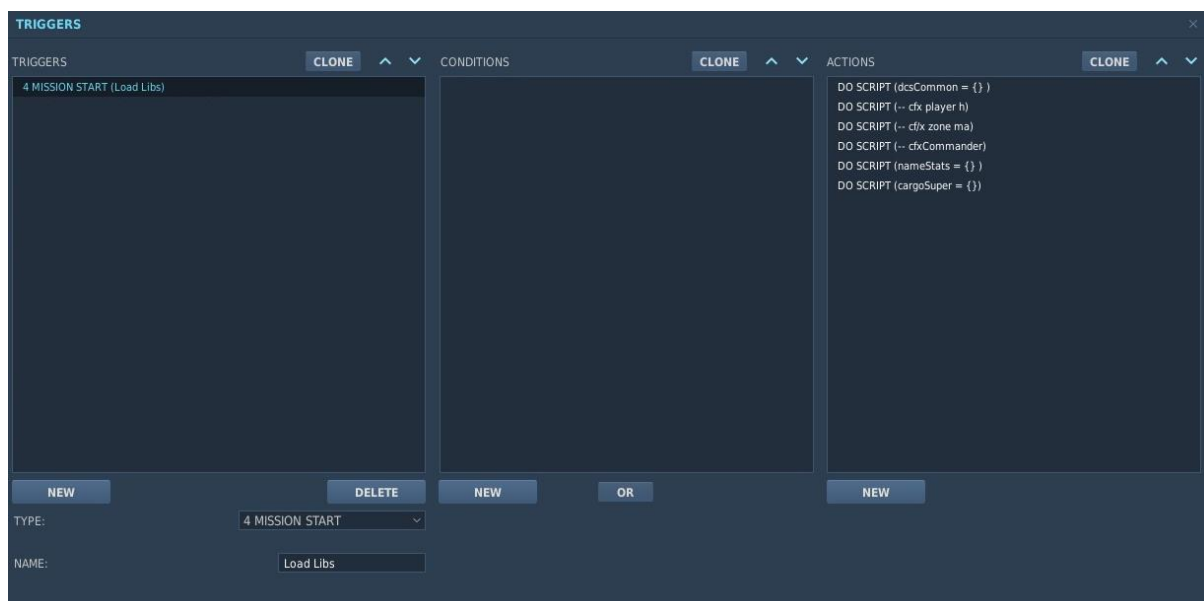 TRIGGERS
TRIGGERS CLONE CONDITIONS CLONE ACTIONS CLONE
4 MISSION START (Load Libs)
DO SCRIPT (dcsCommon = {} )
DO SCRIPT (-- cfx player h)
DO SCRIPT (-- cf/x zone ma)
DO SCRIPT (-- cfxCommander)
DO SCRIPT (nameStats = {} )
DO SCRIPT (cargoSuper = {})
NEW DELETE NEW OR NEW
TYPE: 4 MISSION START
NAME: Load Libs